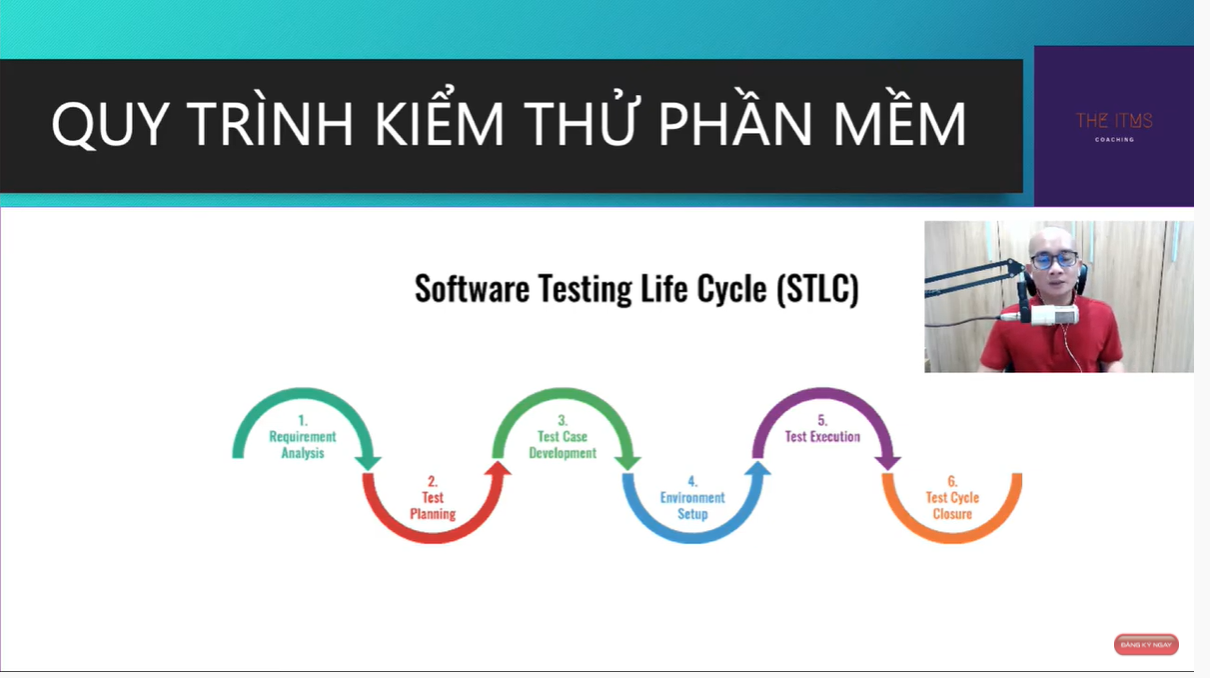 QUY TRÌNH KIỂM THỬ PHẦN MỀM
THE ITMS
COACHING
Software Testing Life Cycle (STLC)
1.
Requirement
Analysis
2.
Test
Planning
3.
Test Case
Development
4.
Environment
Setup
5.
Test Execution
6.
Test Cycle
Closure
ĐĂNG KÝ NGAY